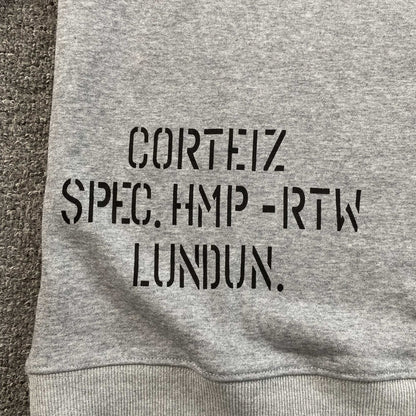 CORTEIZ
SPEC. HMP -RTW
LUNDUN.